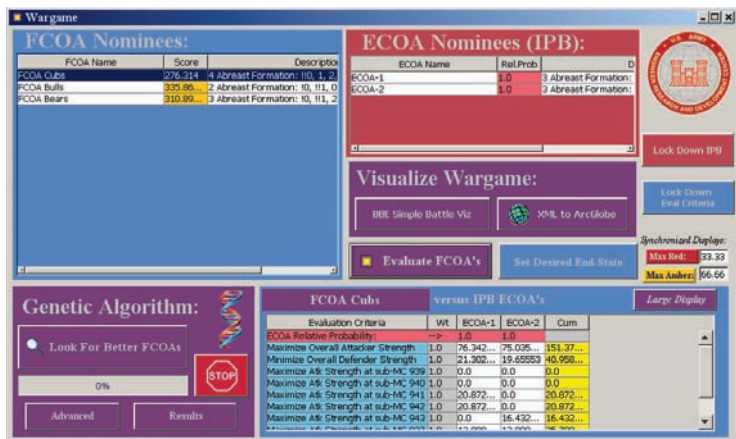 Wargame
FCOA Nominees:
FCOA Name Score Descriptio
FCOA Cubs 276.314 4 Abreast Formation: !!0, 1, 2,
FCOA Bulls 335.86... 2 Abreast Formation: !0, !!1, 0
FCOA Bears 310.89... 3 Abreast Formation: !0, !!1, 2
ECOA Nominees (IPB):
ECOA Name Rel.Prob D
ECOA-1 1.0 3 Abreast Formation:
ECOA-2 1.0 3 Abreast Formation:
U.S. ARMY
ENGINEER RESEARCH AND DEVELOPMENT CENTER
Lock Down IPB
Lock Down
Eval Criteria
Visualize Wargame:
BBE Simple Battle Viz
XML to ArcGlobe
Evaluate FCOA's
Set Desired End-State
Synchronized Displays:
Max Red: 33.33
Max Amber: 66.66
Genetic Algorithm:
Look For Better FCOAs
0%
STOP
Advanced
Results
FCOA Cubs versus IPB ECOA's
Large Display
Evaluation Criteria Wt ECOA-1 ECOA-2 Cum
ECOA Relative Probability: --> 1.0 1.0
Maximize Overall Attacker Strength 1.0 76.342... 75.035... 151.37...
Minimize Overall Defender Strength 1.0 21.302... 19.65553 40.958...
Maximize Atk Strength at sub-MC 939 1.0 0.0 0.0 0.0
Maximize Atk Strength at sub-MC 940 1.0 0.0 0.0 0.0
Maximize Atk Strength at sub-MC 941 1.0 20.872... 0.0 20.872...
Maximize Atk Strength at sub-MC 942 1.0 20.872... 0.0 20.872...
Maximize Atk Strength at sub-MC 943 1.0 0.0 16.432... 16.432...